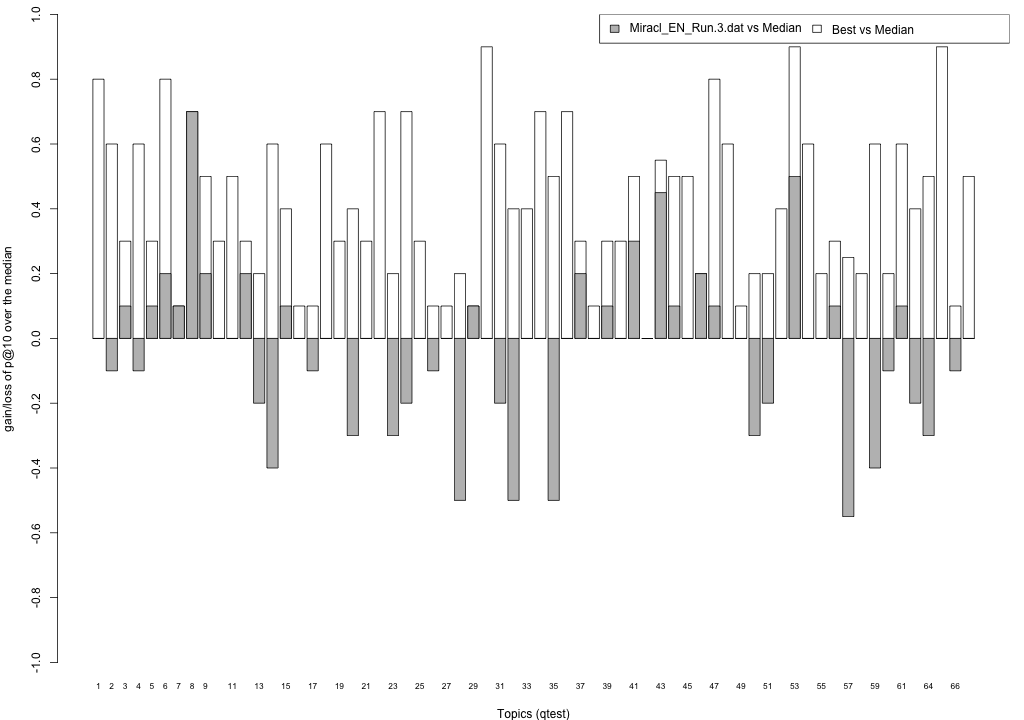 Miracl_EN_Run.3.dat vs Median Best vs Median
gain/loss of p@10 over the median
1.0
0.8
0.6
0.4
0.2
0.0
-0.2
-0.4
-0.6
-0.8
-1.0
1 2 3 4 5 6 7 8 9 11 13 15 17 19 21 23 25 27 29 31 33 35 37 39 41 43 45 47 49 51 53 55 57 59 61 64 66
Topics (qtest)